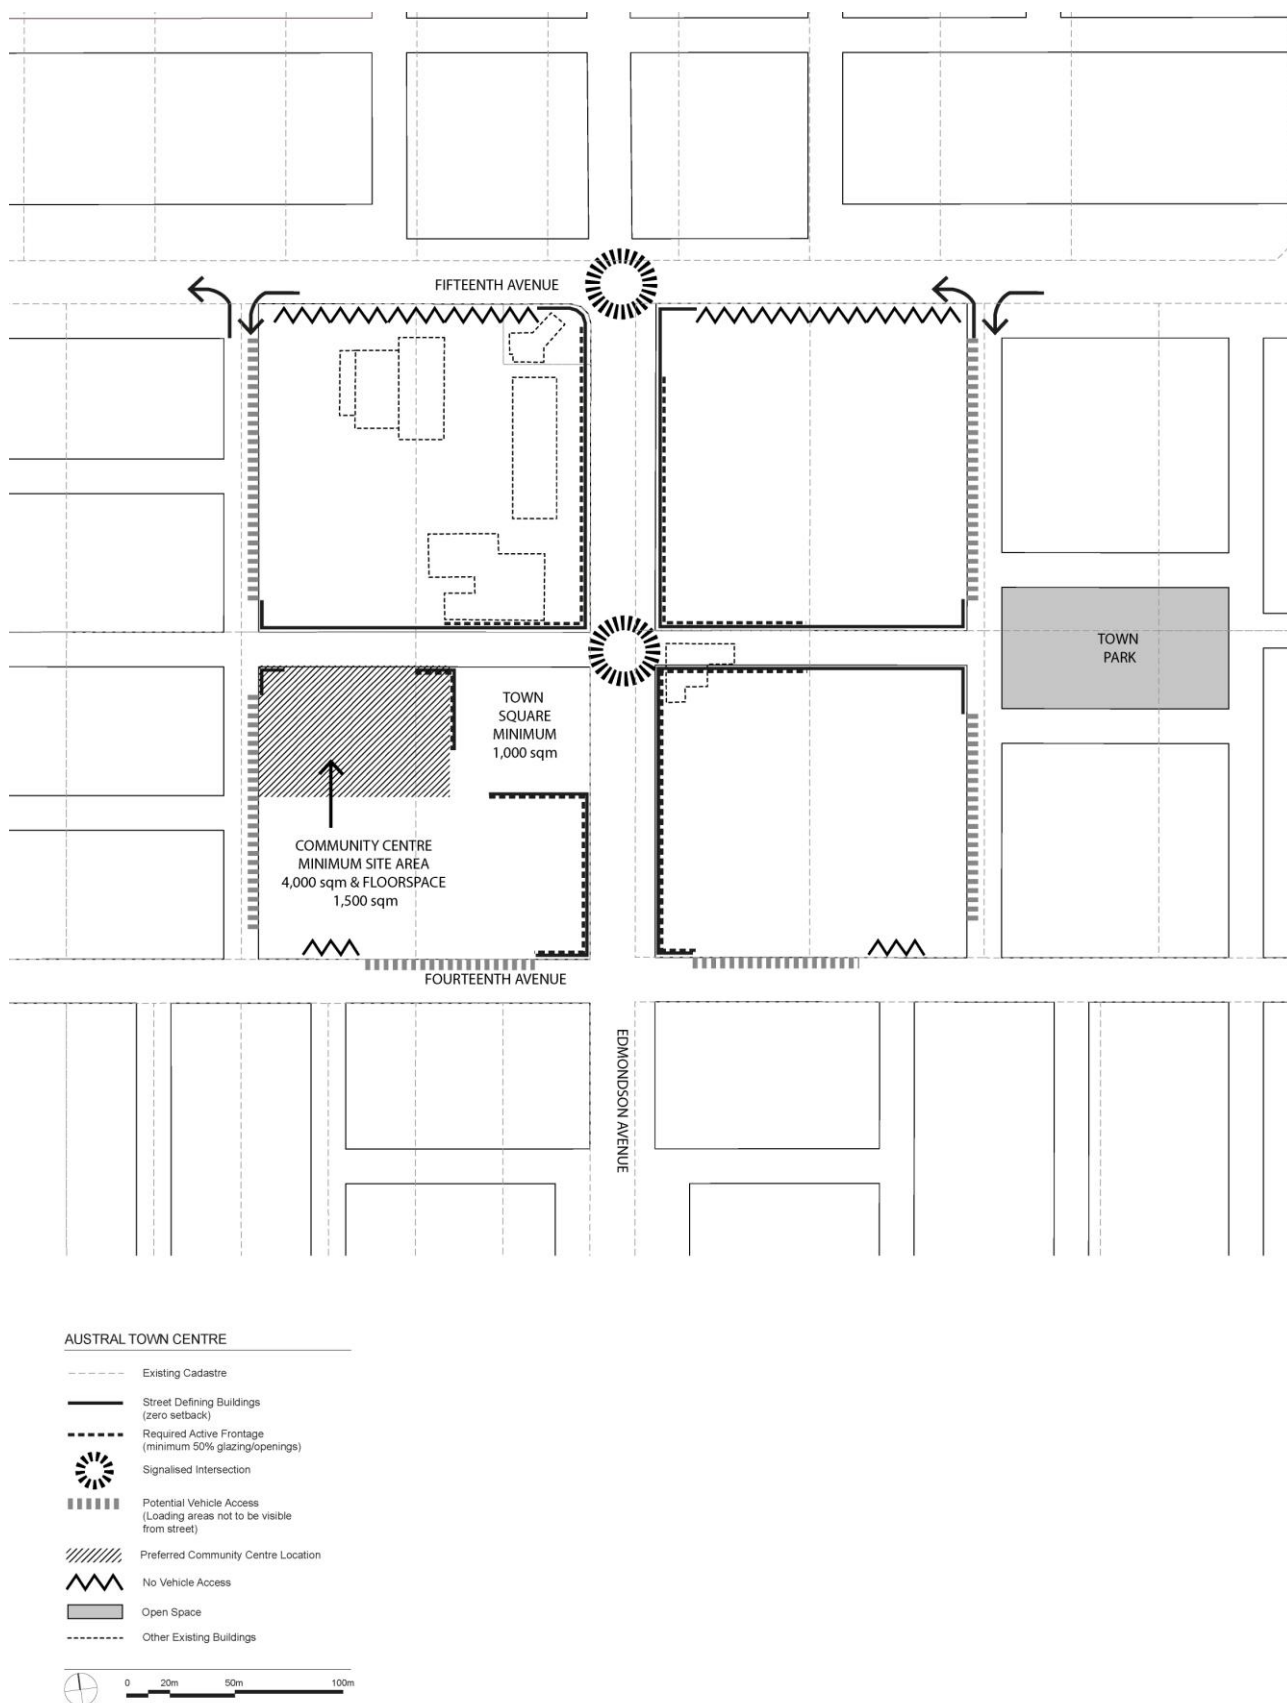 FIFTEENTH AVENUE
TOWN
PARK
TOWN
SQUARE
MINIMUM
1,000 sqm
COMMUNITY CENTRE
MINIMUM SITE AREA
4,000 sqm & FLOORSPACE
1,500 sqm
FOURTEENTH AVENUE
EDMONDSON AVENUE
AUSTRAL TOWN CENTRE
Existing Cadastre
Street Defining Buildings
(zero setback)
Required Active Frontage
(minimum 50% glazing/openings)
Signalised Intersection
Potential Vehicle Access
(Loading areas not to be visible
from street)
Preferred Community Centre Location
No Vehicle Access
Open Space
Other Existing Buildings
0 20m 50m 100m